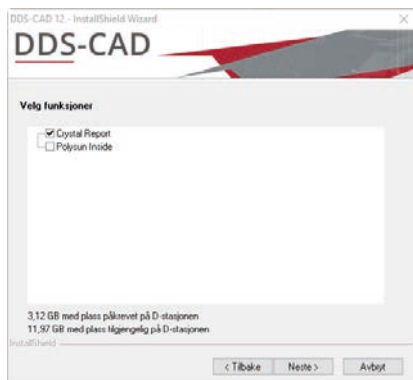 DDS-CAD 12 - InstallShield Wizard
DDS-CAD
Velg funksjoner
Crystal Report
Polysun Inside
3,12 GB med plass påkrevet på D-stasjonen
11,97 GB med plass tilgjengelig på D-stasjonen
InstallShield
< Tilbake Neste > Avbryt